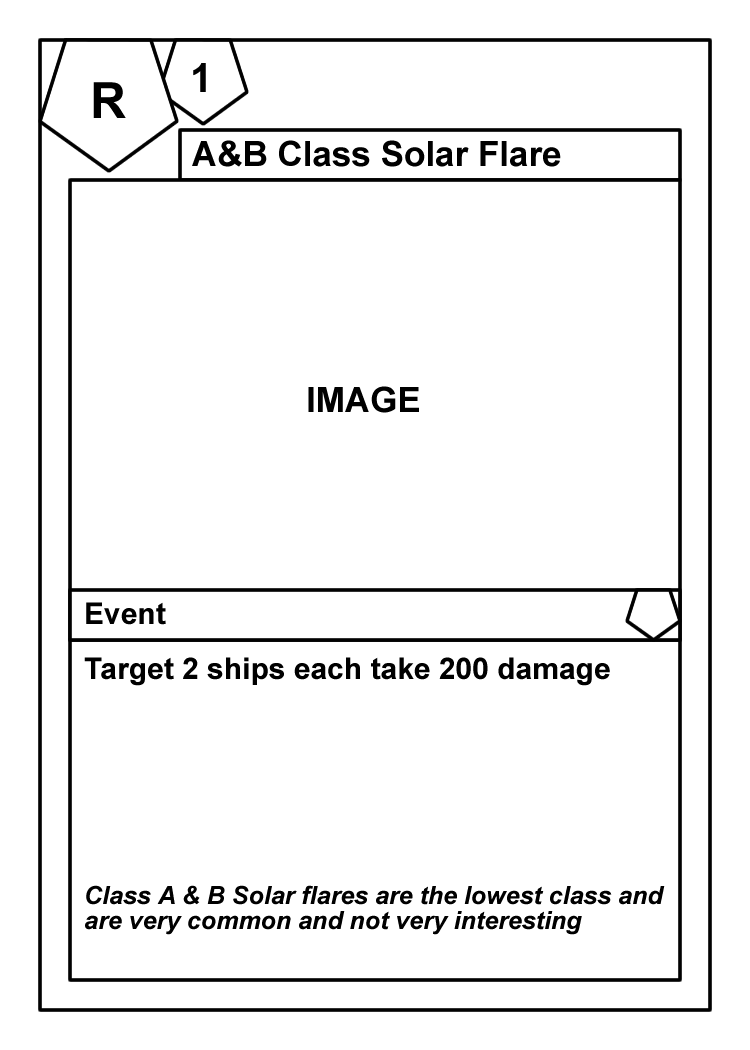 R
1
A&B Class Solar Flare
IMAGE
Event
Target 2 ships each take 200 damage
Class A & B Solar flares are the lowest class and
are very common and not very interesting